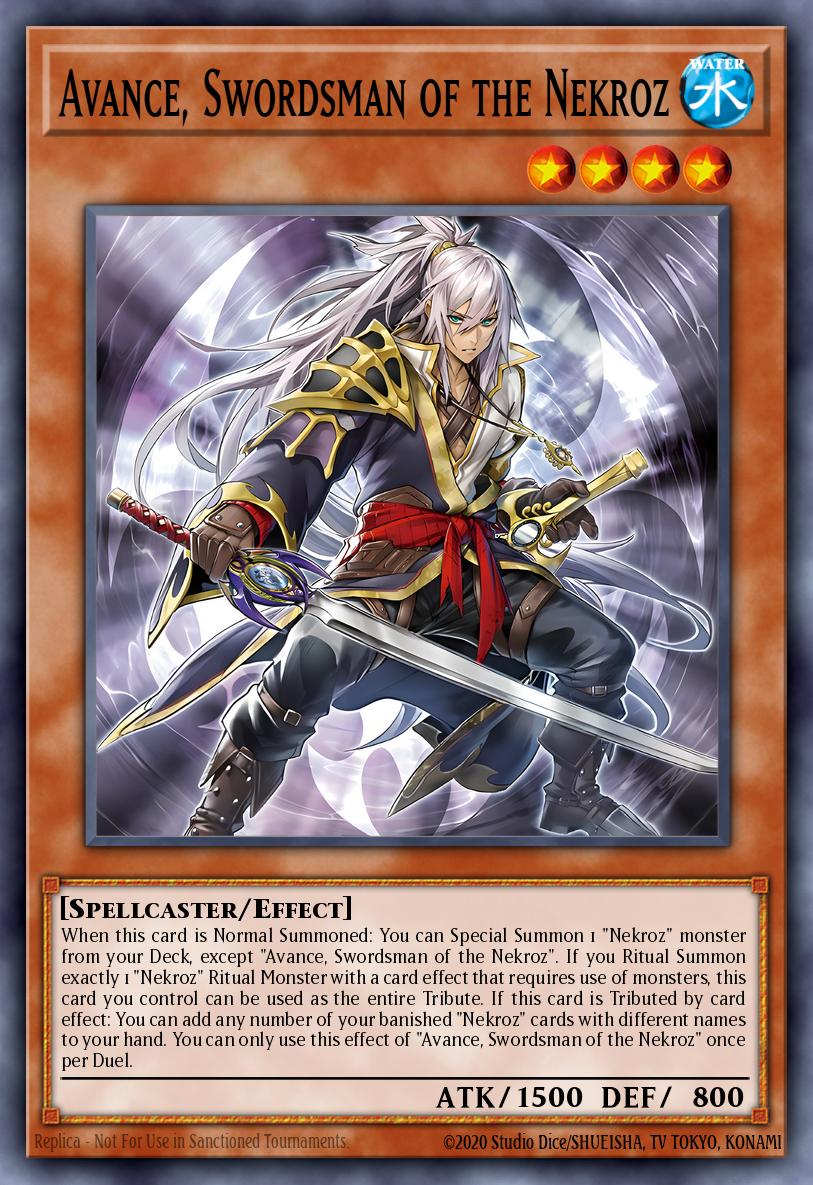 Avance, Swordsman of the Nekroz
WATER
水
[Spellcaster/Effect]
When this card is Normal Summoned: You can Special Summon 1 "Nekroz" monster
from your Deck, except "Avance, Swordsman of the Nekroz". If you Ritual Summon
exactly 1 "Nekroz" Ritual Monster with a card effect that requires use of monsters, this
card you control can be used as the entire Tribute. If this card is Tributed by card
effect: You can add any number of your banished "Nekroz" cards with different names
to your hand. You can only use this effect of "Avance, Swordsman of the Nekroz" once
per Duel.
ATK/1500 DEF/ 800
Replica - Not For Use in Sanctioned Tournaments.
©2020 Studio Dice/SHUEISHA, TV TOKYO, KONAMI